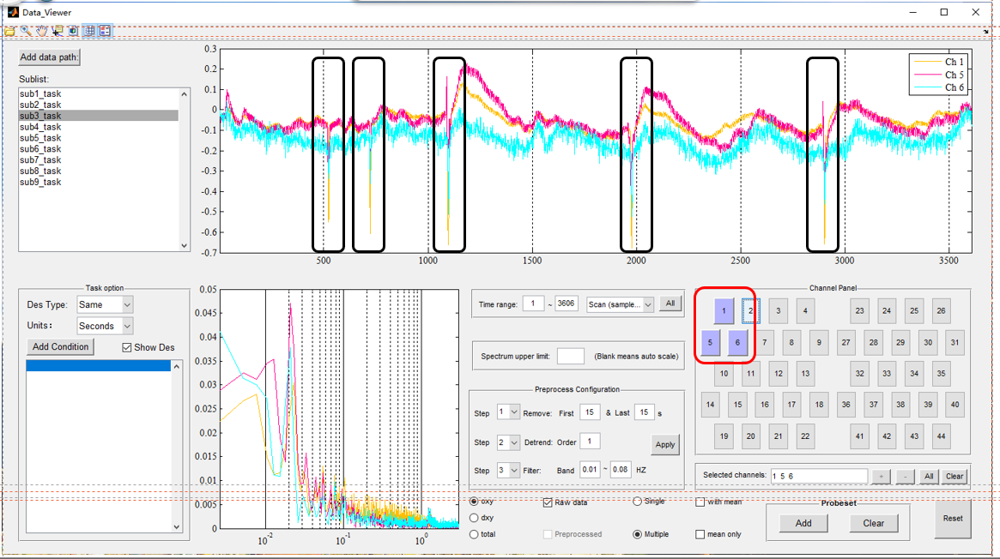 Data_Viewer
Add data path:
Sublist:
sub1_task
sub2_task
sub3_task
sub4_task
sub5_task
sub6_task
sub7_task
sub8_task
sub9_task
0.3
0.2
0.1
0
-0.1
-0.2
-0.3
-0.4
-0.5
-0.6
-0.7
500 1000 1500 2000 2500 3000 3500
Ch 1
Ch 5
Ch 6
Task option
Des Type: Same
Units: Seconds
Add Condition Show Des
0.05
0.045
0.04
0.035
0.03
0.025
0.02
0.015
0.01
0.005
0
10-2 10-1 100
Time range: 1 ~ 3606 Scan (sample... All
Spectrum upper limit: (Blank means auto scale)
Preprocess Configuration
Step 1 Remove: First 15 & Last 15 s
Step 2 Detrend: Order 1
Apply
Step 3 Filter: Band 0.01 ~ 0.08 HZ
oxy Raw data Single with mean
dxy
total Preprocessed Multiple mean only
Channel Panel
1 2 3 4 23 24 25 26
5 6 7 8 9 27 28 29 30 31
10 11 12 13 32 33 34 35
14 15 16 17 18 36 37 38 39 40
19 20 21 22 41 42 43 44
Selected channels: 1 5 6 + - All Clear
Probeset
Add Clear
Reset